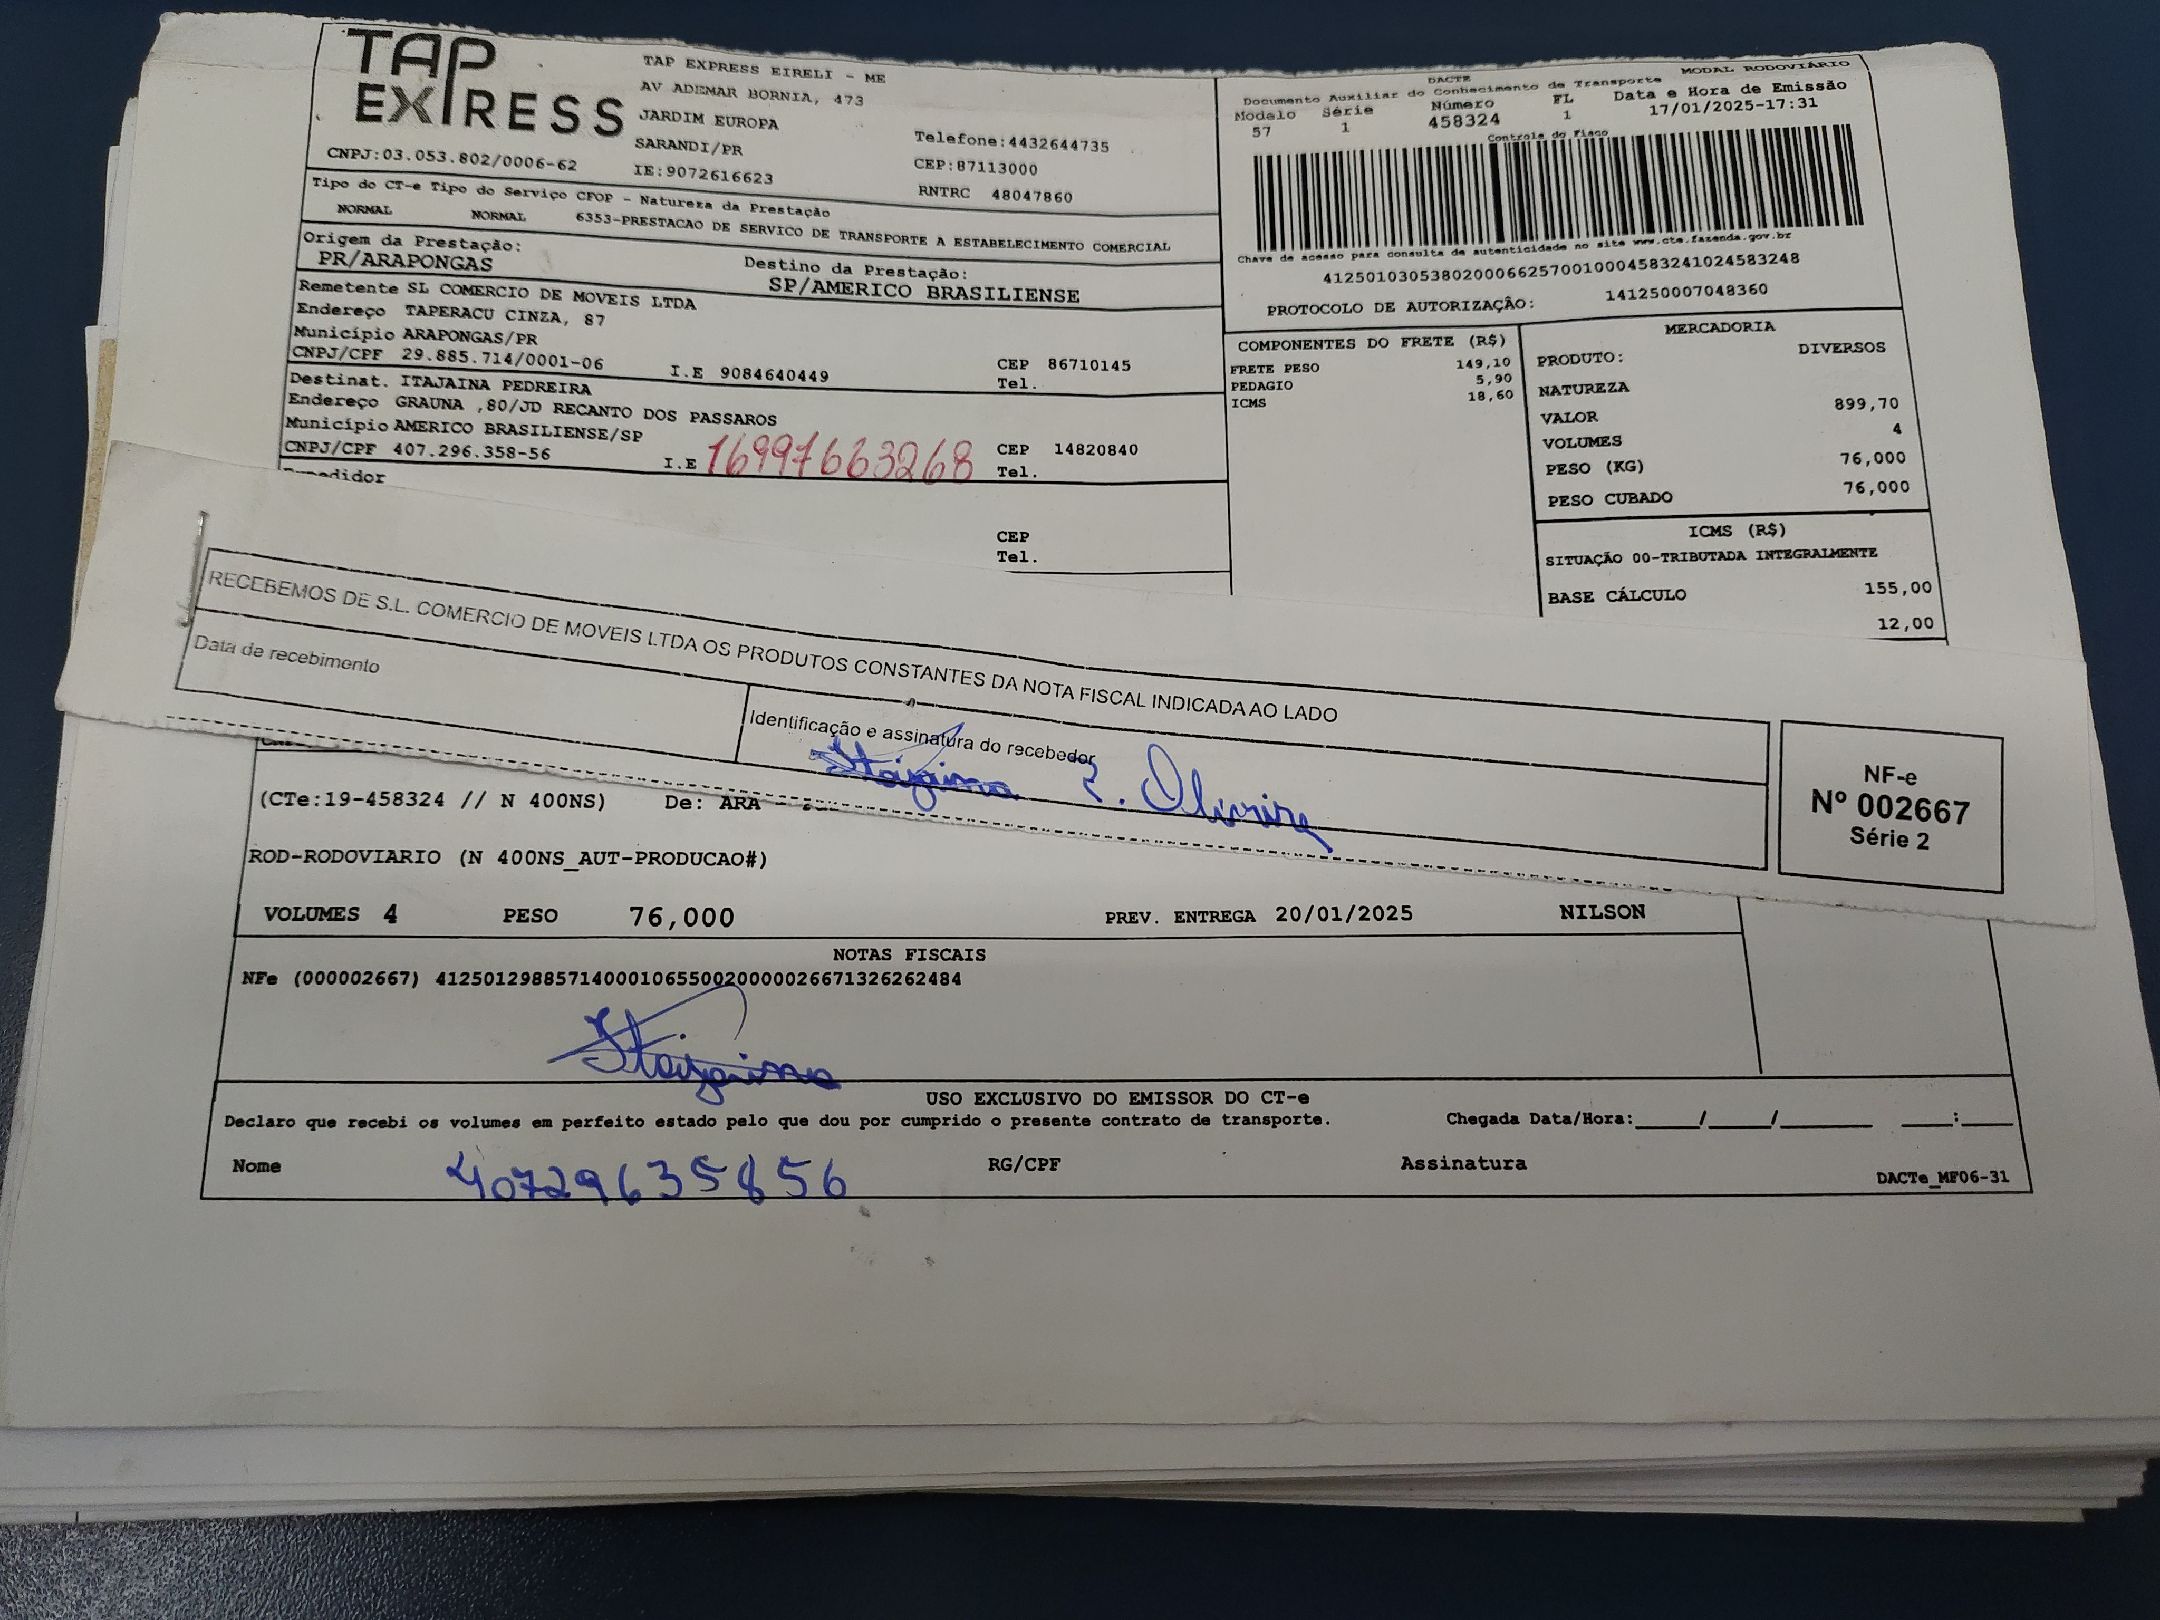 TAP EXPRESS
TAP EXPRESS EIRELI - ME
AV ADEMAR BORNIA, 473
JARDIM EUROPA
SARANDI/PR
Telefone:4432644735
CNPJ:03.053.802/0006-62
IE:9072616623
CEP:87113000
RNTRC 48047860
DACTE
MODAL RODOVIÁRIO
Documento Auxiliar do Conhecimento de Transporte
Modelo Série Número FL Data e Hora de Emissão
57 1 458324 1 17/01/2025-17:31
Controle do Fisco
Chave de acesso para consulta de autenticidade no site www.cte.fazenda.gov.br
41250103053802000662570010004583241024583248
PROTOCOLO DE AUTORIZAÇÃO: 141250007048360
Tipo do CT-e Tipo do Serviço CFOP - Natureza da Prestação
NORMAL NORMAL 6353-PRESTACAO DE SERVICO DE TRANSPORTE A ESTABELECIMENTO COMERCIAL
Origem da Prestação:
PR/ARAPONGAS
Destino da Prestação:
SP/AMERICO BRASILIENSE
Remetente SL COMERCIO DE MOVEIS LTDA
Endereço TAPERACU CINZA, 87
Município ARAPONGAS/PR
CNPJ/CPF 29.885.714/0001-06 I.E 9084640449
CEP 86710145
Tel.
Destinat. ITAJAINA PEDREIRA
Endereço GRAUNA ,80/JD RECANTO DOS PASSAROS
Município AMERICO BRASILIENSE/SP
CNPJ/CPF 407.296.358-56 I.E 16997663268
CEP 14820840
Tel.
CEP
Tel.
COMPONENTES DO FRETE (R$)
FRETE PESO 149,10
PEDAGIO 5,90
ICMS 18,60
MERCADORIA
PRODUTO: DIVERSOS
NATUREZA
VALOR 899,70
VOLUMES 4
PESO (KG) 76,000
PESO CUBADO 76,000
ICMS (R$)
SITUAÇÃO 00-TRIBUTADA INTEGRALMENTE
BASE CÁLCULO 155,00
12,00
RECEBEMOS DE S.L. COMERCIO DE MOVEIS LTDA OS PRODUTOS CONSTANTES DA NOTA FISCAL INDICADA AO LADO
Data de recebimento
Identificação e assinatura do recebedor
Itajaina E. Oliveira
NF-e
Nº 002667
Série 2
(CTe:19-458324 // N 400NS) De: ARA -
ROD-RODOVIARIO (N 400NS_AUT-PRODUCAO#)
VOLUMES 4 PESO 76,000 PREV. ENTREGA 20/01/2025 NILSON
NOTAS FISCAIS
NFe (000002667) 41250129885714000106550020000026671326262484
Itajaina
USO EXCLUSIVO DO EMISSOR DO CT-e
Declaro que recebi os volumes em perfeito estado pelo que dou por cumprido o presente contrato de transporte.
Chegada Data/Hora:_____/_____/________ ____:____
Nome 40729635856 RG/CPF Assinatura
DACTe_MF06-31